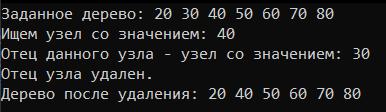 Заданное дерево: 20 30 40 50 60 70 80
Ищем узел со значением: 40
Отец данного узла - узел со значением: 30
Отец узла удален.
Дерево после удаления: 20 40 50 60 70 80